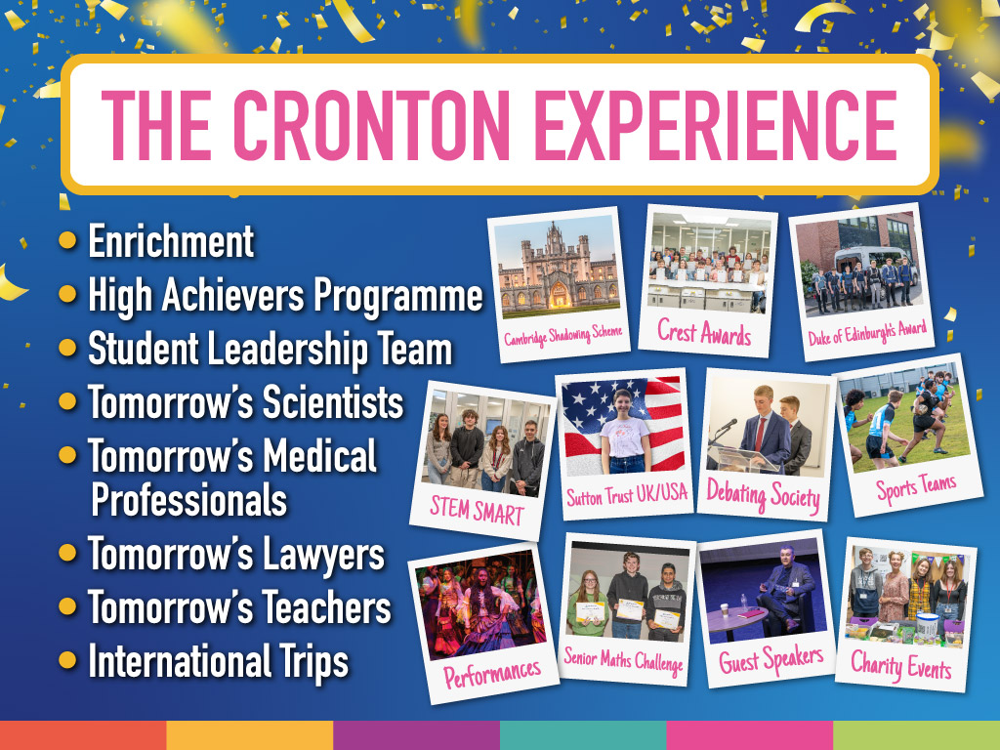 THE CRONTON EXPERIENCE
• Enrichment
• High Achievers Programme
• Student Leadership Team
• Tomorrow's Scientists
• Tomorrow's Medical
Professionals
• Tomorrow's Lawyers
• Tomorrow's Teachers
• International Trips
Cambridge Shadowing Scheme
Crest Awards
Duke of Edinburgh's Award
STEM SMART
Sutton Trust UK/USA
Debating Society
Sports Teams
Performances
Senior Maths Challenge
Guest Speakers
Charity Events